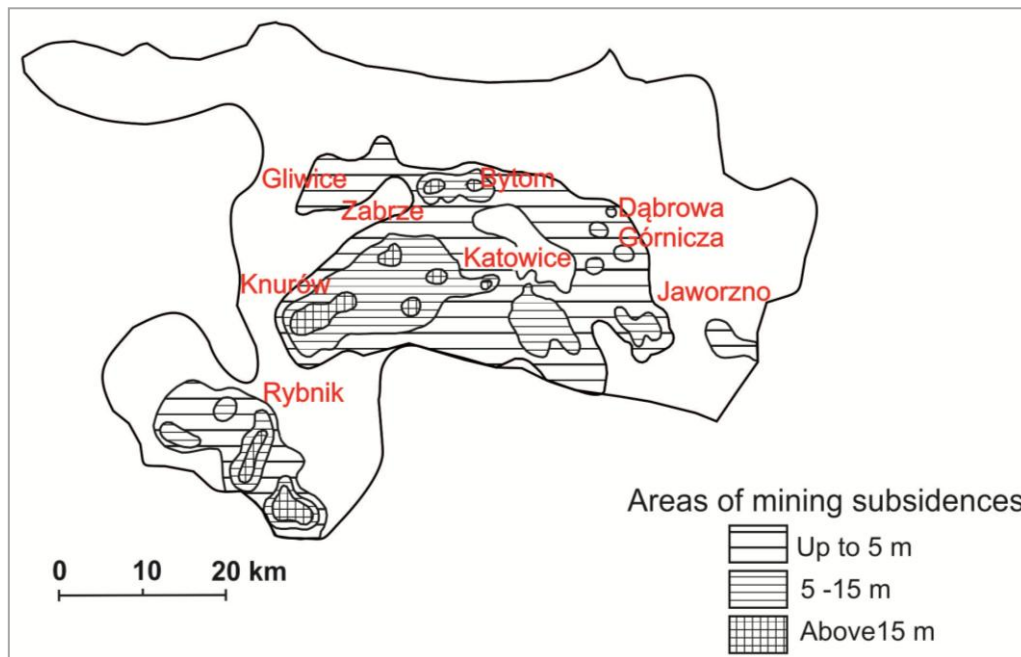 Gliwice
Bytom
Zabrze
Dąbrowa
Górnicza
Katowice
Knurów
Jaworzno
Rybnik
Areas of mining subsidences
Up to 5 m
5 -15 m
Above15 m
0 10 20 km